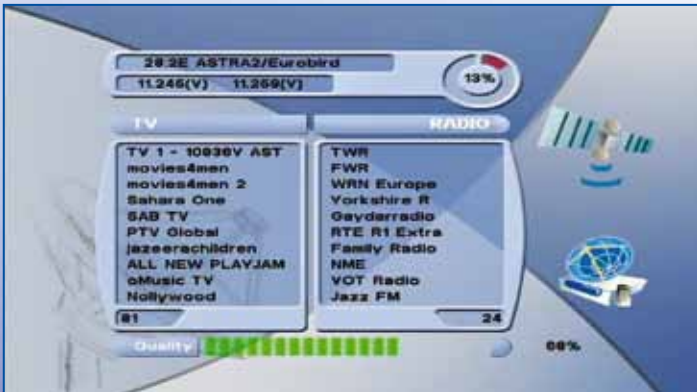 28.2E ASTRA2/Eurobird
11.245(V) 11.259(V)
13%
TV
RADIO
TV 1 - 10936V AST
movies4men
movies4men 2
Sahara One
SAB TV
PTV Global
jazeerachildren
ALL NEW PLAYJAM
oMusic TV
Nollywood
81
TWR
FWR
WRN Europe
Yorkshire R
Gaydarradio
RTE R1 Extra
Family Radio
NME
VOT Radio
Jazz FM
24
Quality
68%